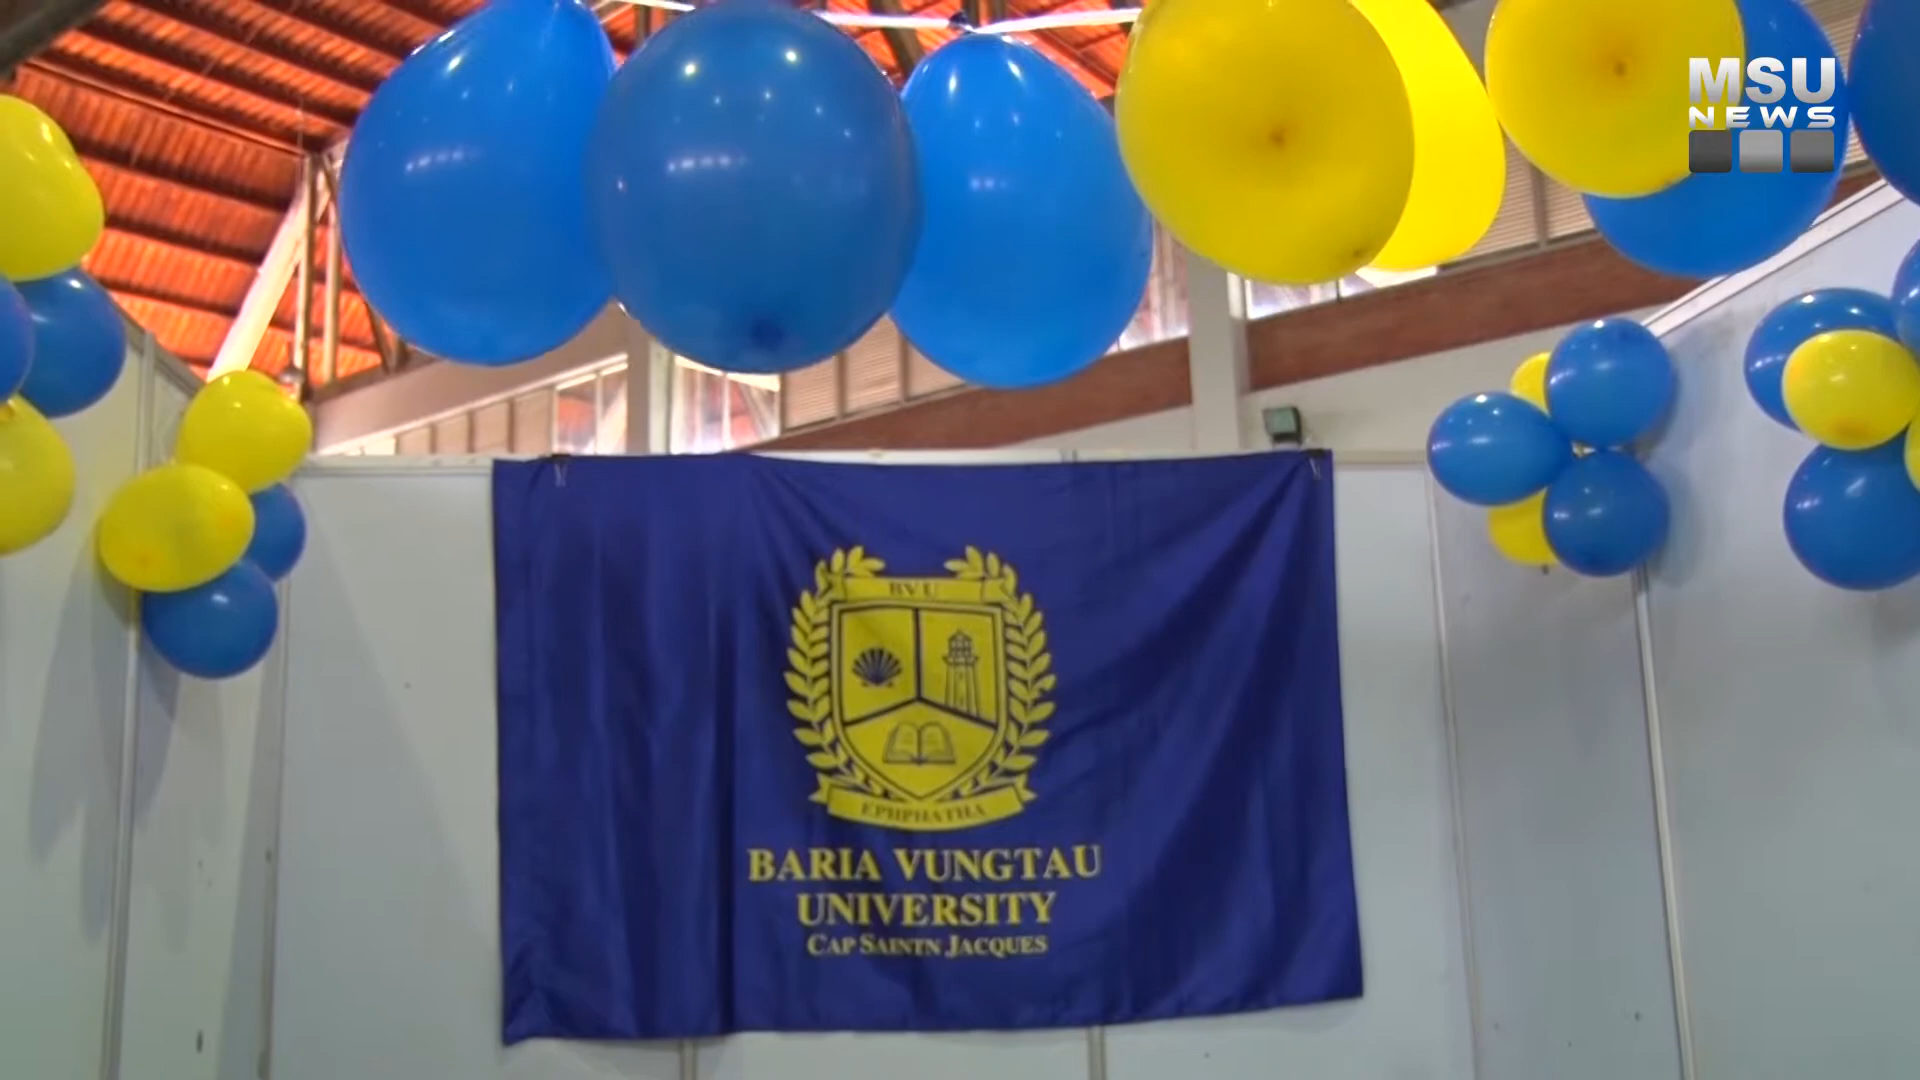 MSU
NEWS
BVU
EPHPHATHA
BARIA VUNGTAU
UNIVERSITY
CAP SAINTN JACQUES